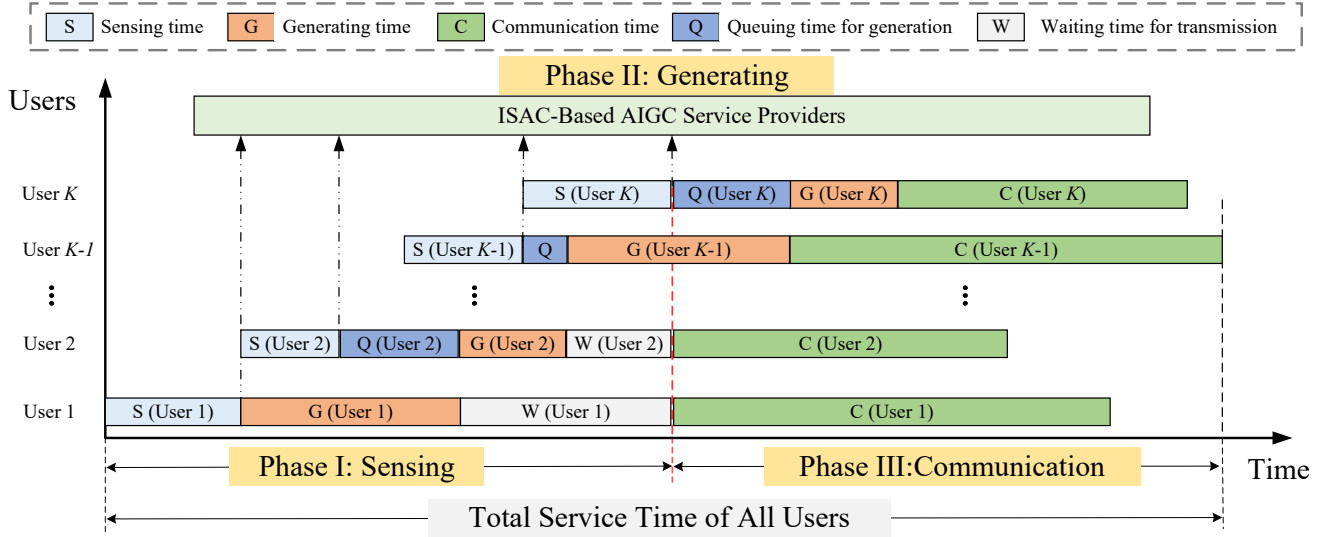 S Sensing time G Generating time C Communication time Q Queuing time for generation W Waiting time for transmission
Phase II: Generating
Users
ISAC-Based AIGC Service Providers
User K S (User K) Q (User K) G (User K) C (User K)
User K-1 S (User K-1) Q G (User K-1) C (User K-1)
User 2 S (User 2) Q (User 2) G (User 2) W (User 2) C (User 2)
User 1 S (User 1) G (User 1) W (User 1) C (User 1)
Phase I: Sensing Phase III:Communication Time
Total Service Time of All Users